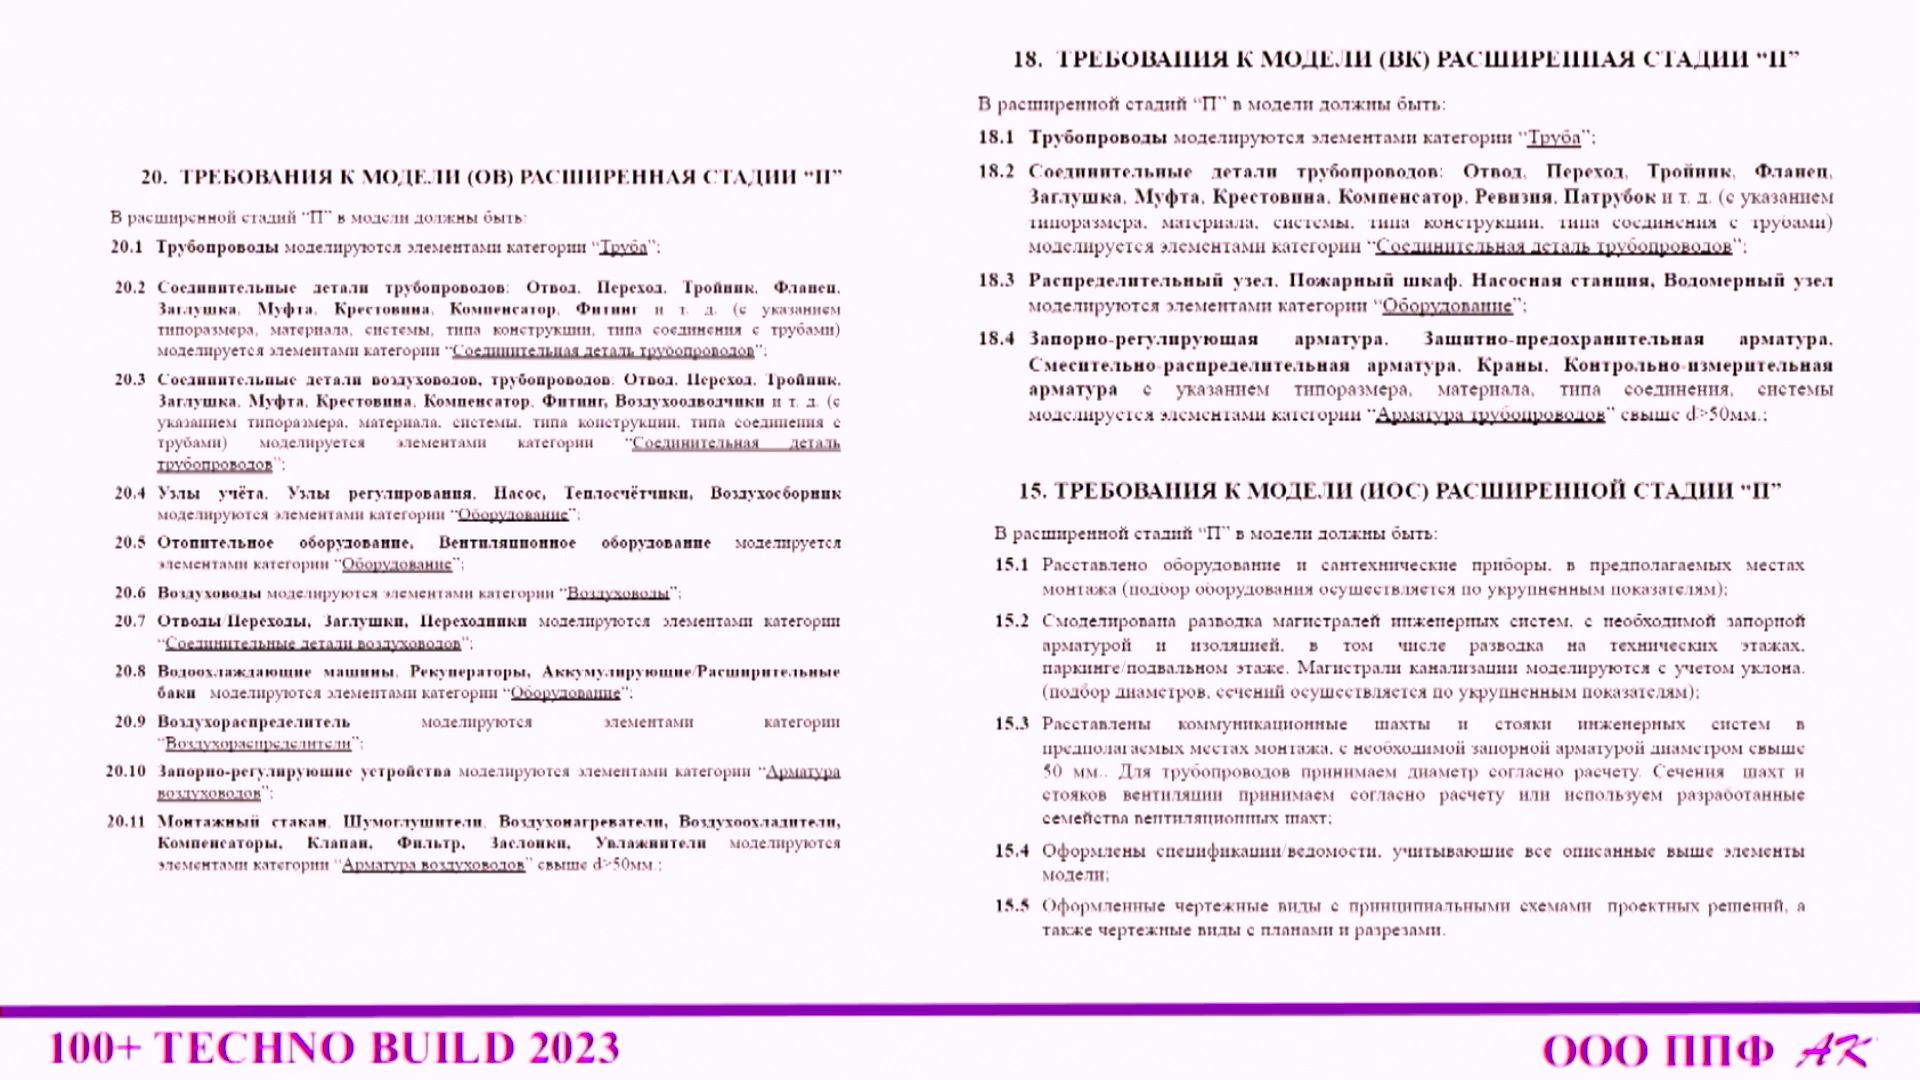 20. ТРЕБОВАНИЯ К МОДЕЛИ (ОВ) РАСШИРЕННАЯ СТАДИИ “П”
В расширенной стадий “П” в модели должны быть:
20.1 Трубопроводы моделируются элементами категории “Труба”;
20.2 Соединительные детали трубопроводов: Отвод, Переход, Тройник, Фланец,
Заглушка, Муфта, Крестовина, Компенсатор, Фитинг и т. д. (с указанием
типоразмера, материала, системы, типа конструкции, типа соединения с трубами)
моделируется элементами категории “Соединительная деталь трубопроводов”;
20.3 Соединительные детали воздуховодов, трубопроводов: Отвод, Переход, Тройник,
Заглушка, Муфта, Крестовина, Компенсатор, Фитинг, Воздухоодводчики и т. д. (с
указанием типоразмера, материала, системы, типа конструкции, типа соединения с
трубами) моделируется элементами категории “Соединительная деталь
трубопроводов”;
20.4 Узлы учёта, Узлы регулирования, Насос, Теплосчётчики, Воздухосборник
моделируются элементами категории “Оборудование”;
20.5 Отопительное оборудование, Вентиляционное оборудование моделируется
элементами категории “Оборудование”;
20.6 Воздуховоды моделируются элементами категории “Воздуховоды”;
20.7 Отводы/Переходы, Заглушки, Переходники моделируются элементами категории
“Соединительные детали воздуховодов”;
20.8 Водоохлаждающие машины, Рекуператоры, Аккумулирующие/Расширительные
баки моделируются элементами категории “Оборудование”;
20.9 Воздухораспределитель моделируются элементами категории
“Воздухораспределители”;
20.10 Запорно-регулирующие устройства моделируются элементами категории “Арматура
воздуховодов”;
20.11 Монтажный стакан, Шумоглушители, Воздухонагреватели, Воздухоохладители,
Компенсаторы, Клапан, Фильтр, Заслонки, Увлажнители моделируются
элементами категории “Арматура воздуховодов” свыше d>50мм.;
18. ТРЕБОВАНИЯ К МОДЕЛИ (ВК) РАСШИРЕННАЯ СТАДИИ “П”
В расширенной стадий “П” в модели должны быть:
18.1 Трубопроводы моделируются элементами категории “Труба”;
18.2 Соединительные детали трубопроводов: Отвод, Переход, Тройник, Фланец,
Заглушка, Муфта, Крестовина, Компенсатор, Ревизия, Патрубок и т. д. (с указанием
типоразмера, материала, системы, типа конструкции, типа соединения с трубами)
моделируется элементами категории “Соединительная деталь трубопроводов”;
18.3 Распределительный узел, Пожарный шкаф, Насосная станция, Водомерный узел
моделируются элементами категории “Оборудование”;
18.4 Запорно-регулирующая арматура, Защитно-предохранительная арматура,
Смесительно-распределительная арматура, Краны, Контрольно-измерительная
арматура с указанием типоразмера, материала, типа соединения, системы
моделируется элементами категории “Арматура трубопроводов” свыше d>50мм.;
15. ТРЕБОВАНИЯ К МОДЕЛИ (ИОС) РАСШИРЕННОЙ СТАДИИ “П”
В расширенной стадий “П” в модели должны быть:
15.1 Расставлено оборудование и сантехнические приборы, в предполагаемых местах
монтажа (подбор оборудования осуществляется по укрупненным показателям);
15.2 Смоделирована разводка магистралей инженерных систем, с необходимой запорной
арматурой и изоляцией, в том числе разводка на технических этажах,
паркинге/подвальном этаже. Магистрали канализации моделируются с учетом уклона.
(подбор диаметров, сечений осуществляется по укрупненным показателям);
15.3 Расставлены коммуникационные шахты и стояки инженерных систем в
предполагаемых местах монтажа, с необходимой запорной арматурой диаметром свыше
50 мм.. Для трубопроводов принимаем диаметр согласно расчету. Сечения шахт и
стояков вентиляции принимаем согласно расчету или используем разработанные
семейства вентиляционных шахт;
15.4 Оформлены спецификации/ведомости, учитывающие все описанные выше элементы
модели;
15.5 Оформленные чертежные виды с принципиальными схемами проектных решений, а
также чертежные виды с планами и разрезами.
100+ TECHNO BUILD 2023
ООО ППФ АК